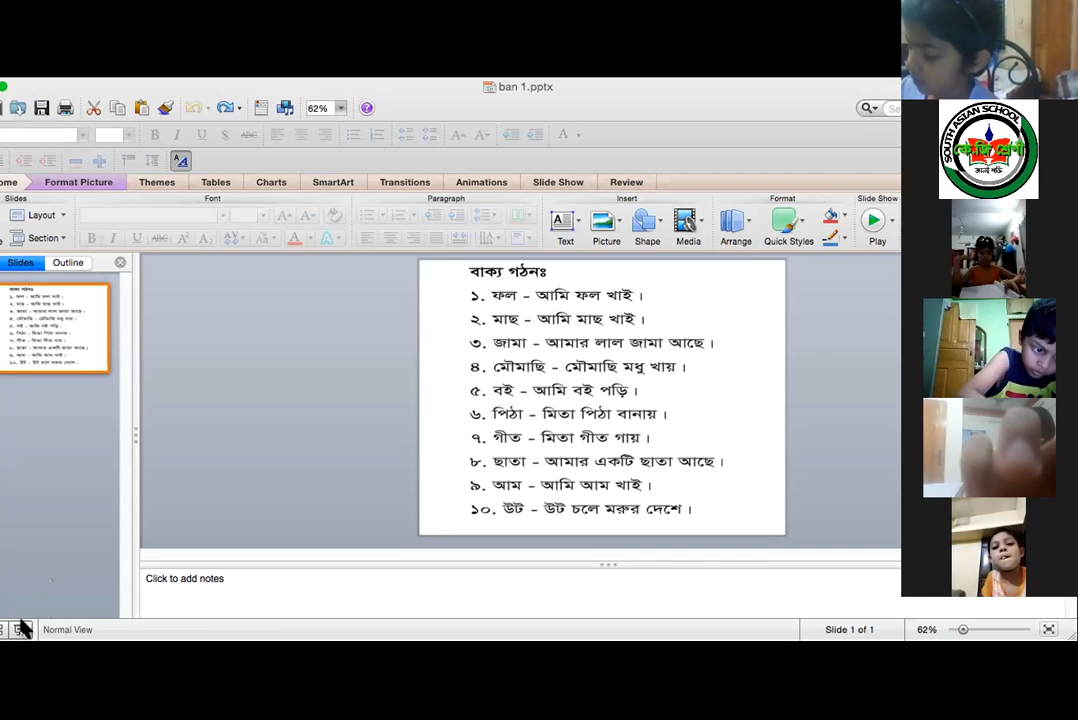 ban 1.pptx
62%
Home Format Picture Themes Tables Charts SmartArt Transitions Animations Slide Show Review
Slides Font Paragraph Insert Format Slide Show
Layout
Section
Text Picture Shape Media Arrange Quick Styles Play
Slides Outline
বাক্য গঠনঃ
১. ফল - আমি ফল খাই।
২. মাছ - আমি মাছ খাই।
৩. জামা - আমার লাল জামা আছে।
৪. মৌমাছি - মৌমাছি মধু খায়।
৫. বই - আমি বই পড়ি।
৬. পিঠা - মিতা পিঠা বানায়।
৭. গীত - মিতা গীত গায়।
৮. ছাতা - আমার একটি ছাতা আছে।
৯. আম - আমি আম খাই।
১০. উট - উট চলে মরুর দেশে।
Click to add notes
Normal View Slide 1 of 1 62%
SOUTH ASIAN SCHOOL
কে.জি শ্রেণী